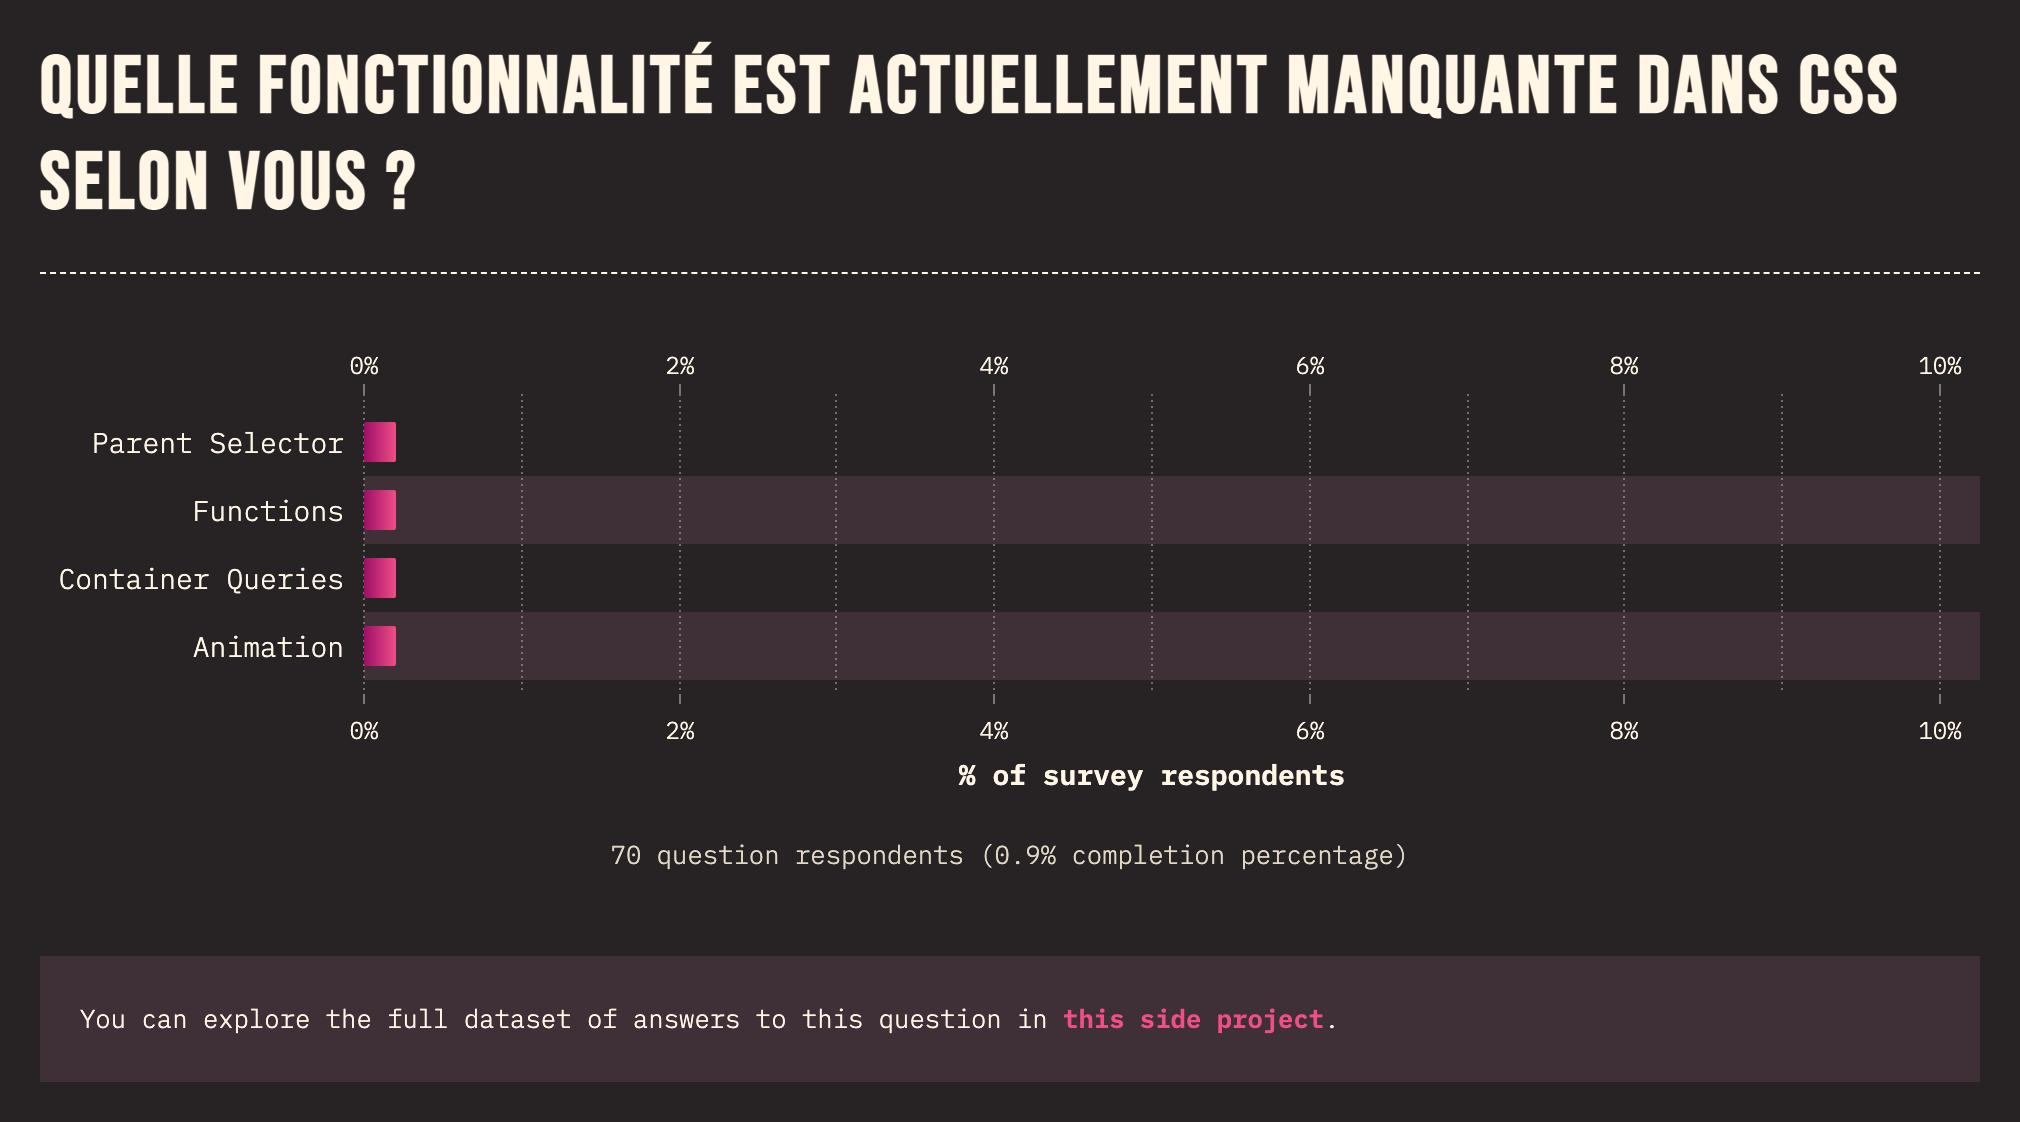 QUELLE FONCTIONNALITÉ EST ACTUELLEMENT MANQUANTE DANS CSS
SELON VOUS ?
0% 2% 4% 6% 8% 10%
Parent Selector
Functions
Container Queries
Animation
0% 2% 4% 6% 8% 10%
% of survey respondents
70 question respondents (0.9% completion percentage)
You can explore the full dataset of answers to this question in this side project.